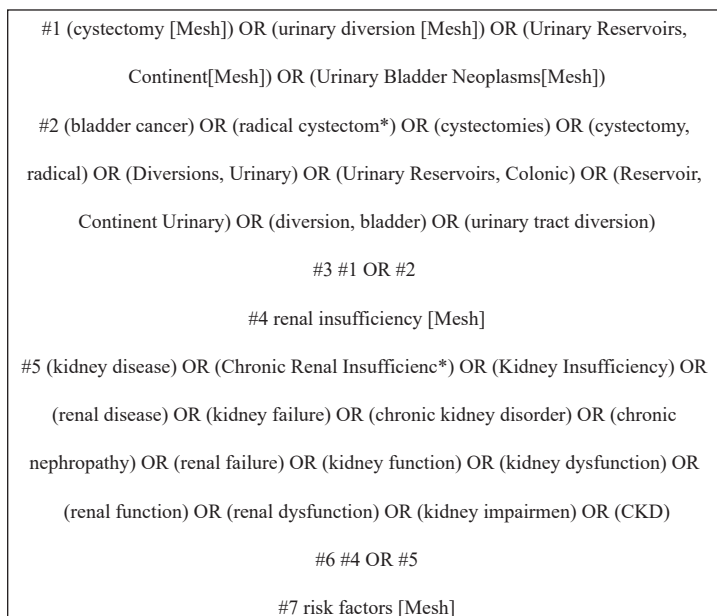 #1 (cystectomy [Mesh]) OR (urinary diversion [Mesh]) OR (Urinary Reservoirs,
Continent[Mesh]) OR (Urinary Bladder Neoplasms[Mesh])
#2 (bladder cancer) OR (radical cystectom*) OR (cystectomies) OR (cystectomy,
radical) OR (Diversions, Urinary) OR (Urinary Reservoirs, Colonic) OR (Reservoir,
Continent Urinary) OR (diversion, bladder) OR (urinary tract diversion)
#3 #1 OR #2
#4 renal insufficiency [Mesh]
#5 (kidney disease) OR (Chronic Renal Insufficienc*) OR (Kidney Insufficiency) OR
(renal disease) OR (kidney failure) OR (chronic kidney disorder) OR (chronic
nephropathy) OR (renal failure) OR (kidney function) OR (kidney dysfunction) OR
(renal function) OR (renal dysfunction) OR (kidney impairmen) OR (CKD)
#6 #4 OR #5
#7 risk factors [Mesh]